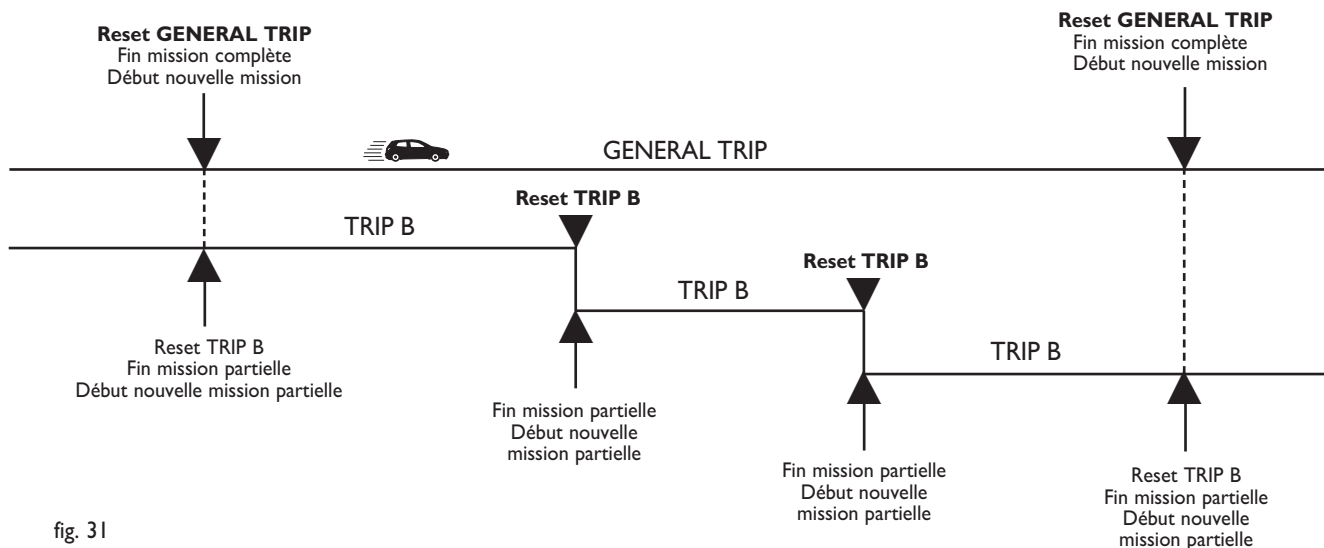 Reset GENERAL TRIP
Fin mission complète
Début nouvelle mission
Reset GENERAL TRIP
Fin mission complète
Début nouvelle mission
GENERAL TRIP
Reset TRIP B
TRIP B
Reset TRIP B
TRIP B
TRIP B
Reset TRIP B
Fin mission partielle
Début nouvelle mission partielle
Fin mission partielle
Début nouvelle
mission partielle
Fin mission partielle
Début nouvelle
mission partielle
Reset TRIP B
Fin mission partielle
Début nouvelle
mission partielle
fig. 31